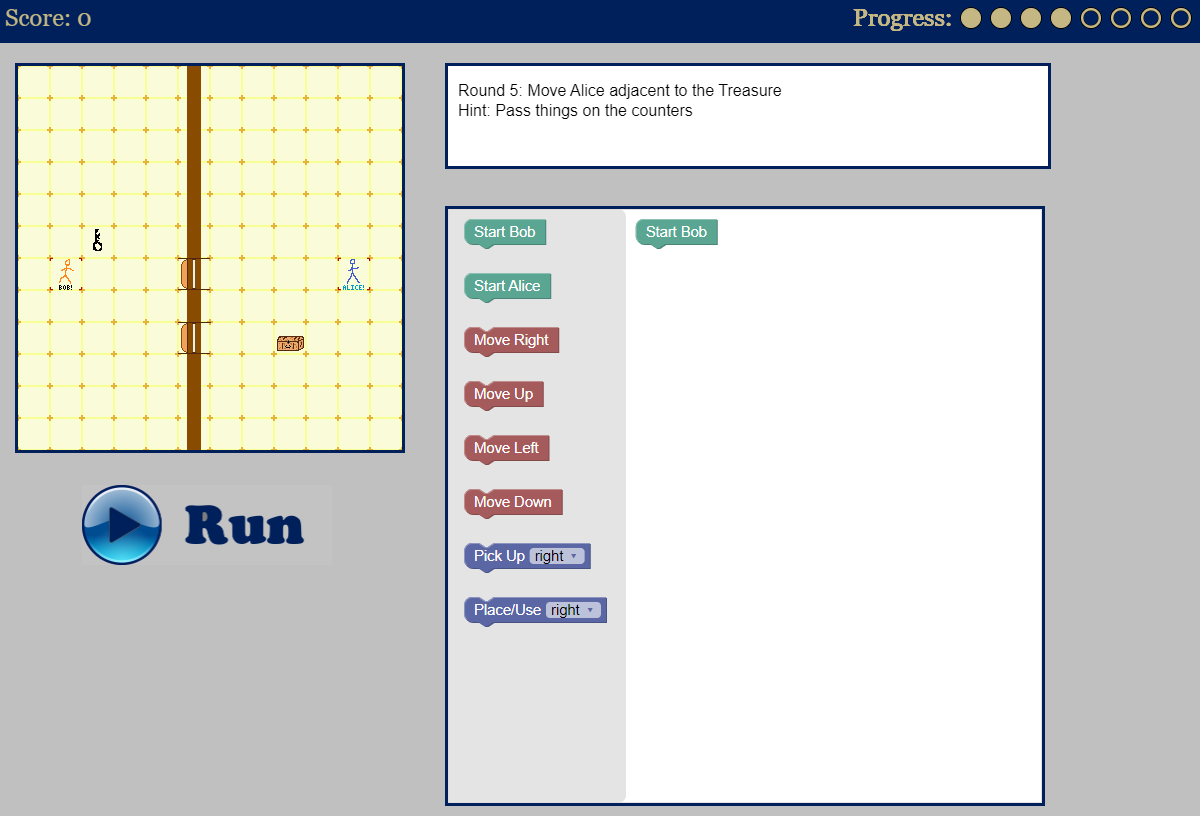 Score: 0
Progress:
Round 5: Move Alice adjacent to the Treasure
Hint: Pass things on the counters
Start Bob
Start Bob
Start Alice
Move Right
Move Up
Move Left
Move Down
Pick Up right
Place/Use right
BOB!
ALICE!
Run